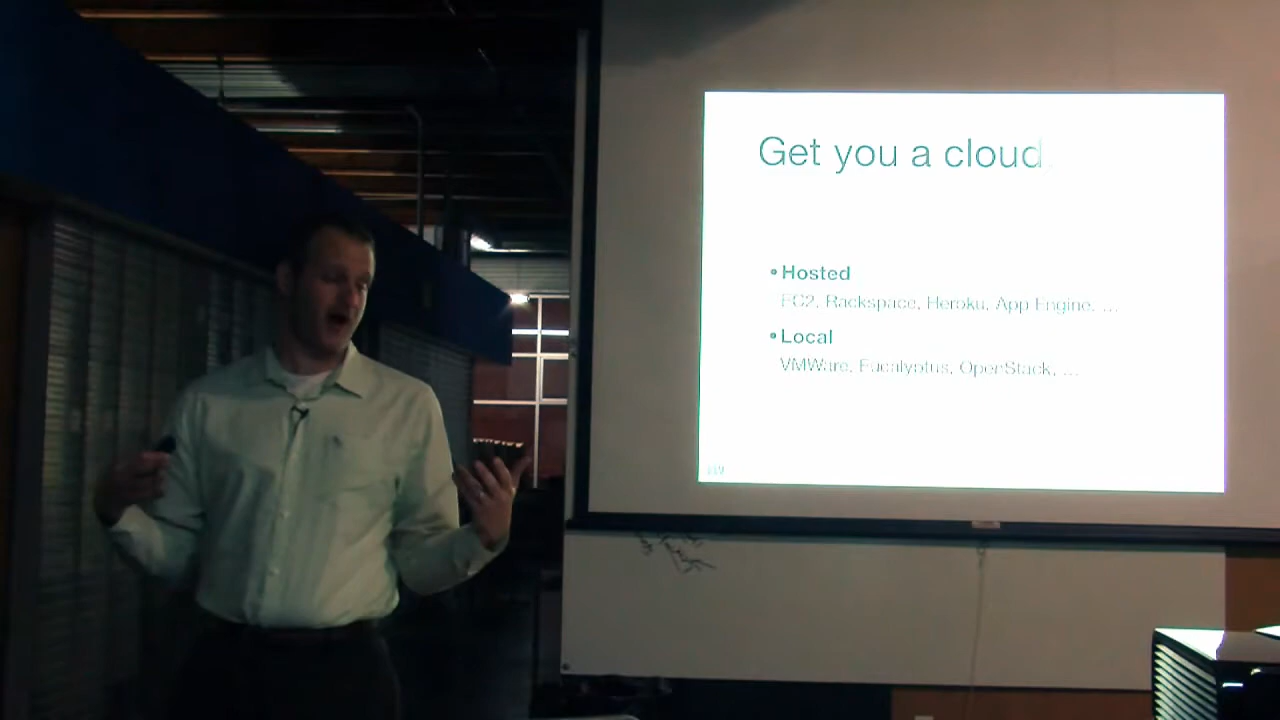 Get you a cloud.
• Hosted
EC2, Rackspace, Heroku, App Engine, ...
• Local
VMWare, Eucalyptus, OpenStack, ...